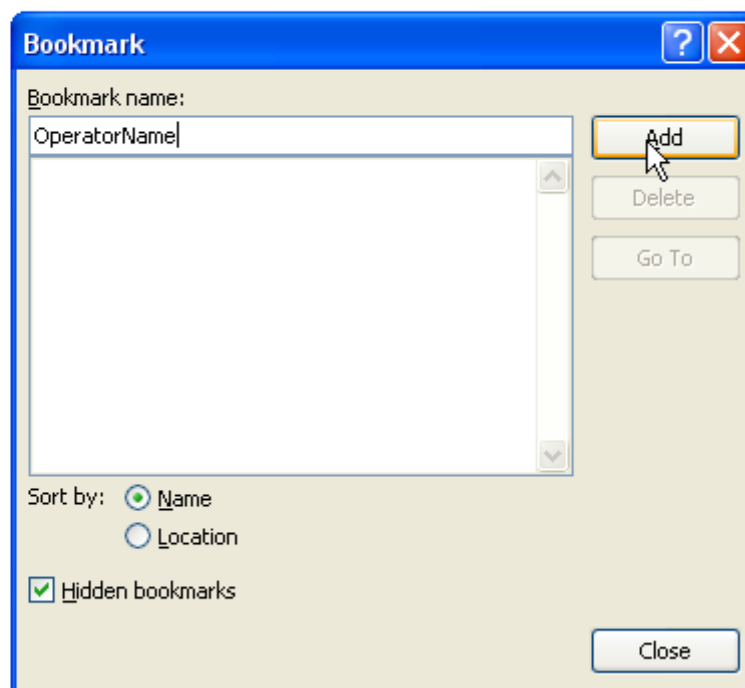 Bookmark
?
Bookmark name:
OperatorName
Add
Delete
Go To
Sort by:
Name
Location
Hidden bookmarks
Close